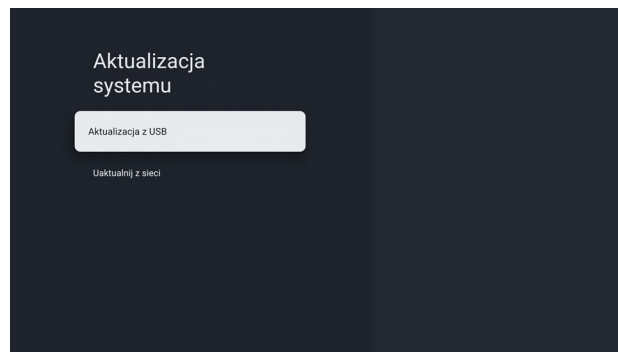 Aktualizacja
systemu
Aktualizacja z USB
Uaktualnij z sieci